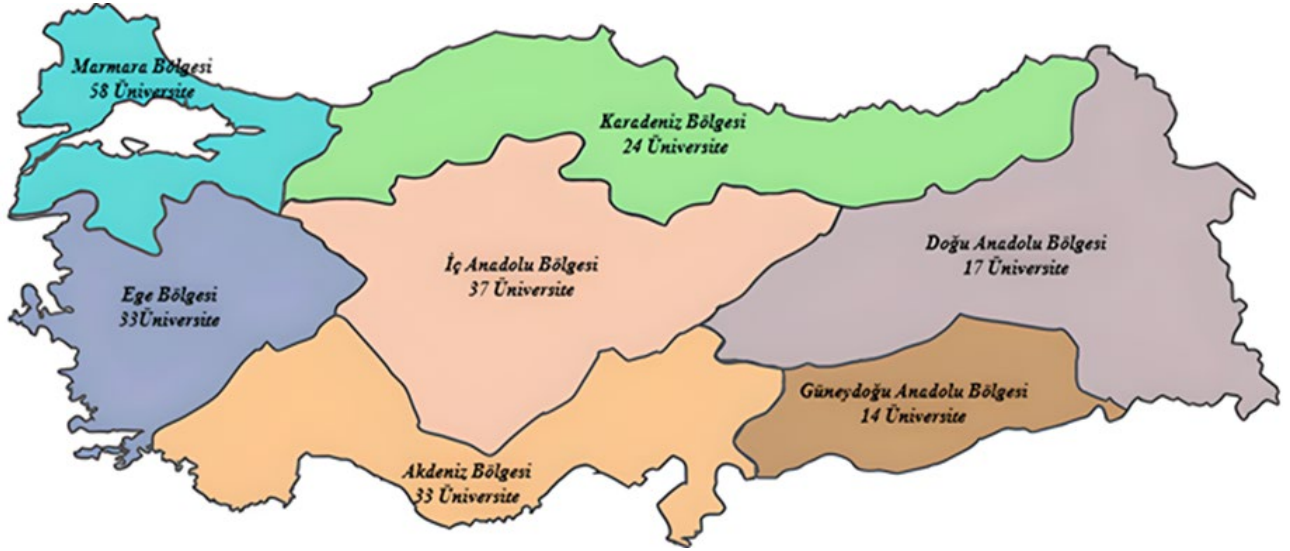 Marmara Bölgesi
58 Üniversite
Karadeniz Bölgesi
24 Üniversite
Doğu Anadolu Bölgesi
17 Üniversite
İç Anadolu Bölgesi
37 Üniversite
Ege Bölgesi
33Üniversite
Güneydoğu Anadolu Bölgesi
14 Üniversite
Akdeniz Bölgesi
33 Üniversite